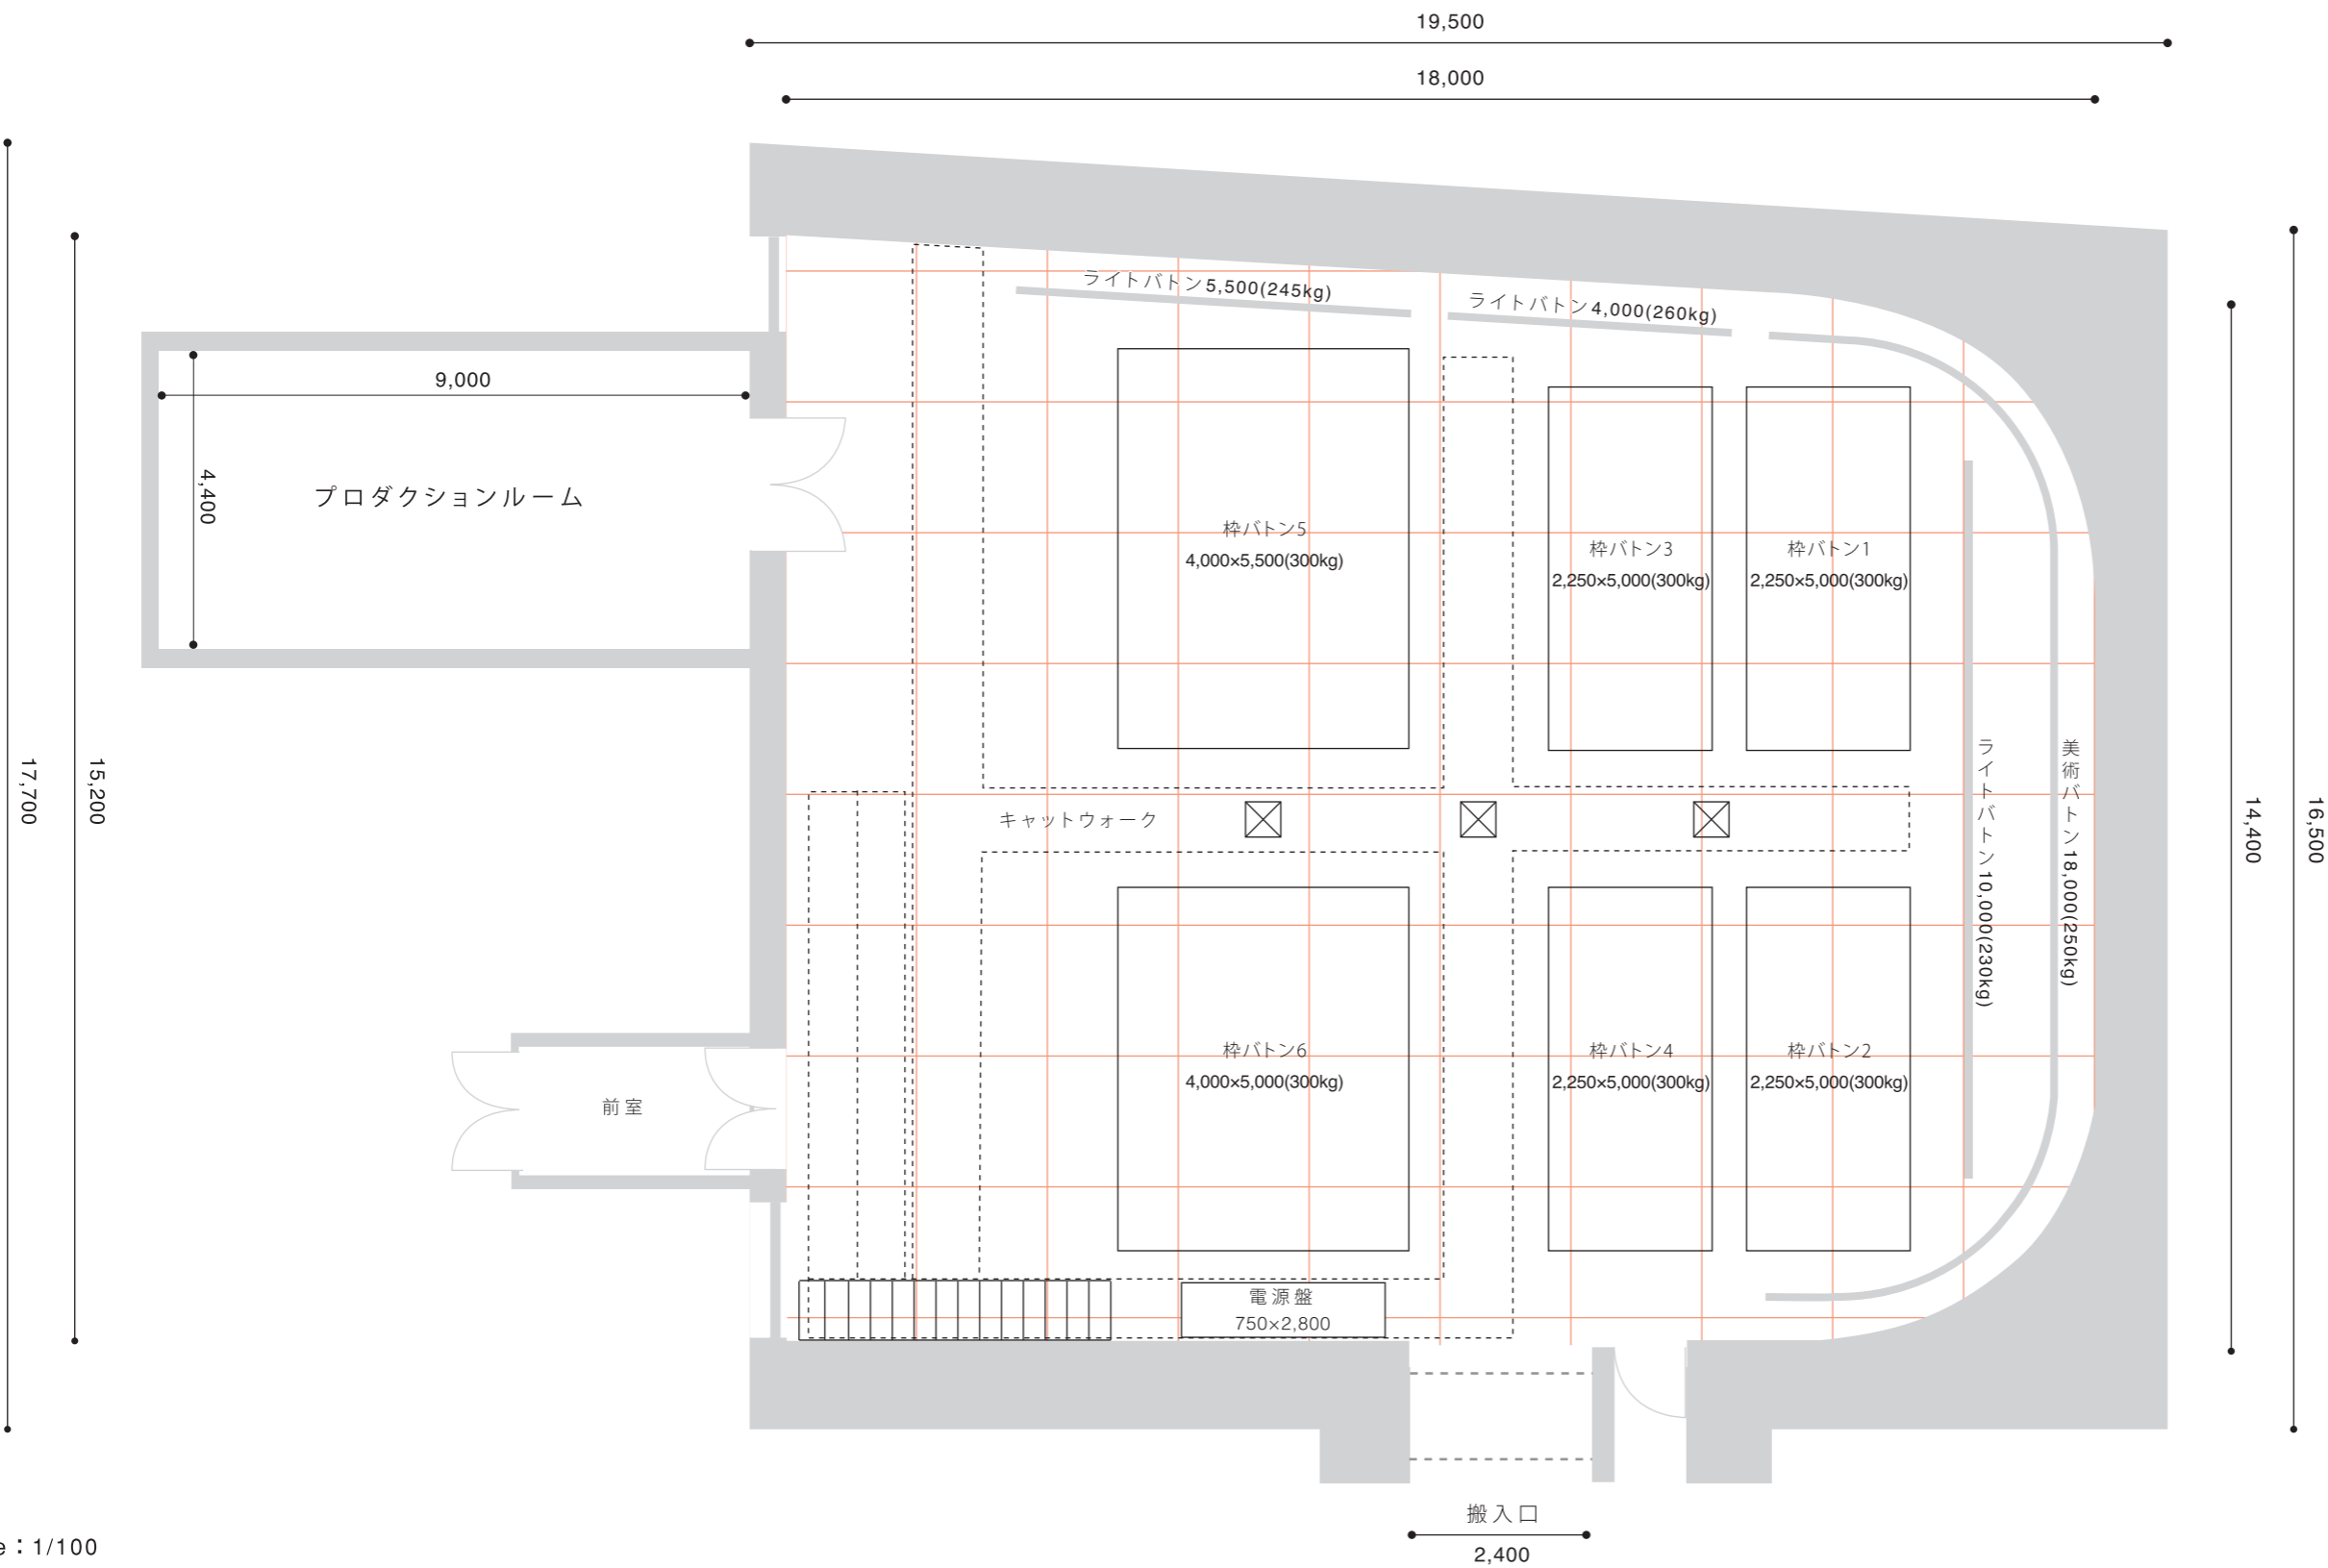 19,500
18,000
ライトバトン5,500(245kg)
ライトバトン4,000(260kg)
9,000
4,400
プロダクションルーム
枠バトン5
4,000×5,500(300kg)
枠バトン3
2,250×5,000(300kg)
枠バトン1
2,250×5,000(300kg)
17,700
15,200
キャットウォーク
ライトバトン10,000(230kg)
美術バトン18,000(250kg)
14,400
16,500
枠バトン6
4,000×5,000(300kg)
枠バトン4
2,250×5,000(300kg)
枠バトン2
2,250×5,000(300kg)
前室
電源盤
750×2,800
搬入口
2,400
e：1/100